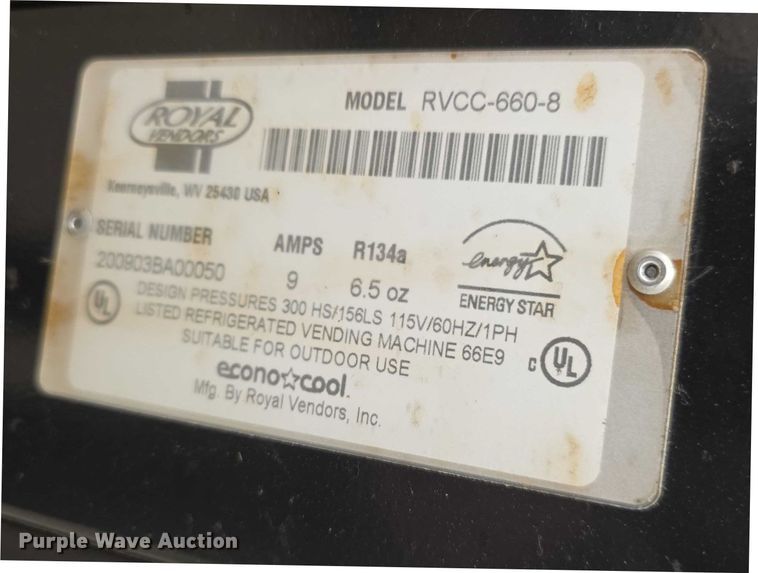 ROYAL
VENDORS
MODEL RVCC-660-8
Kearneysville, WV 25430 USA
SERIAL NUMBER
200903BA00050
AMPS
9
R134a
6.5 oz
energy
ENERGY STAR
DESIGN PRESSURES 300 HS/156LS 115V/60HZ/1PH
LISTED REFRIGERATED VENDING MACHINE 66E9
SUITABLE FOR OUTDOOR USE
UL
c UL
econo cool
Mfg. By Royal Vendors, Inc.
Purple Wave Auction